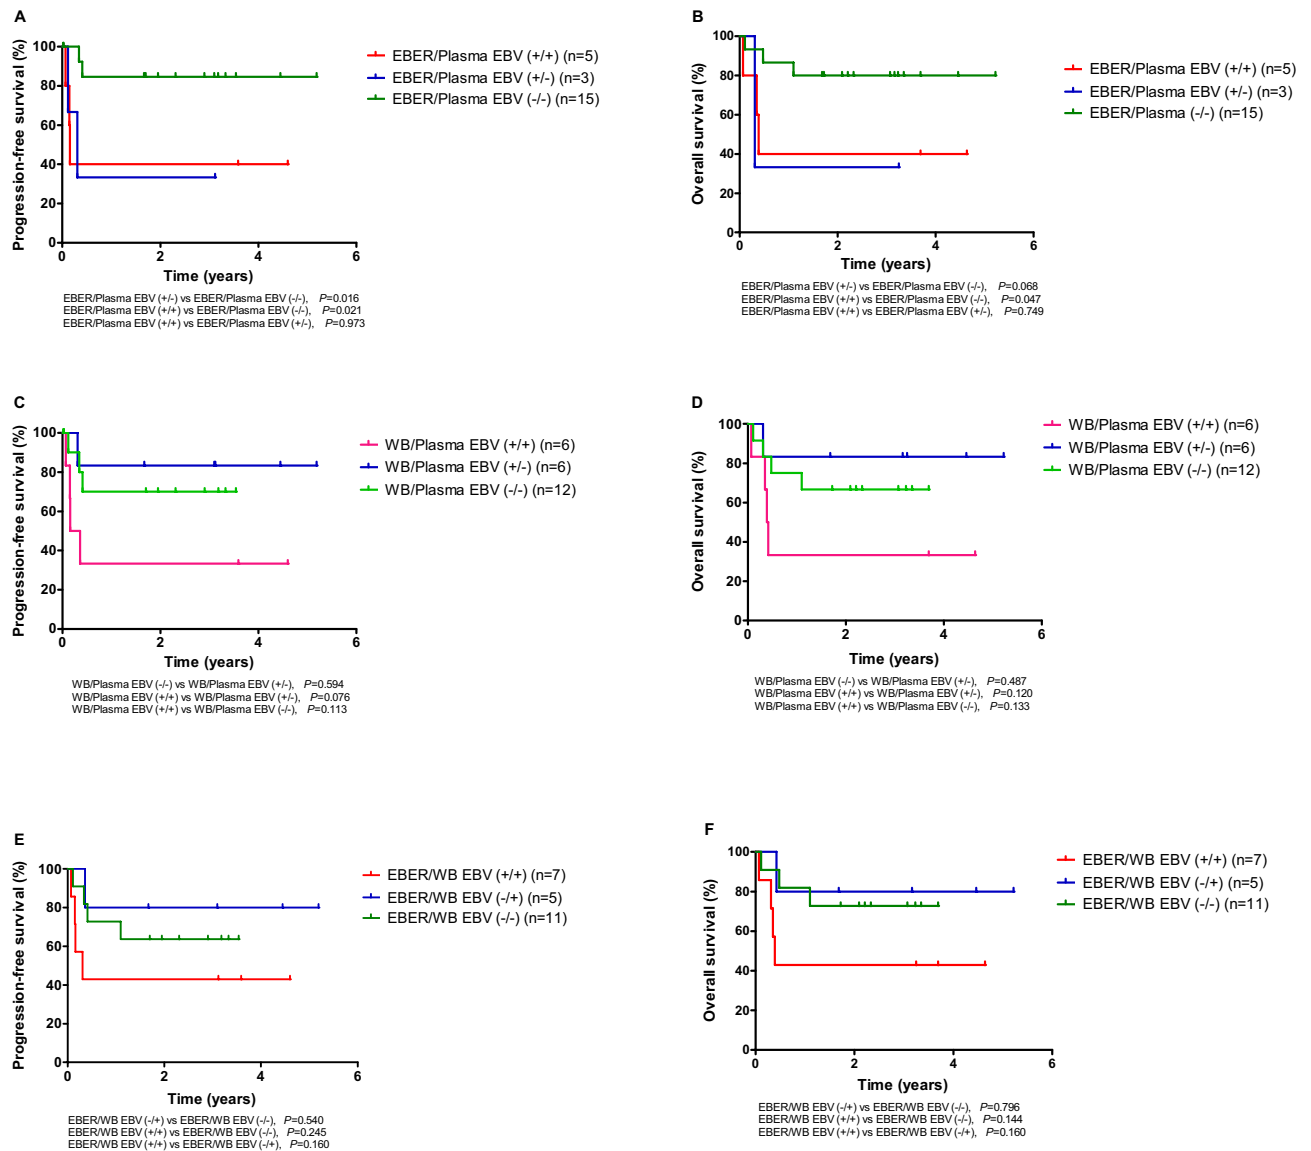 A
Progression-free survival (%)
100
80
60
40
20
0
0 2 4 6
Time (years)
EBER/Plasma EBV (+/+) (n=5)
EBER/Plasma EBV (+/-) (n=3)
EBER/Plasma EBV (-/-) (n=15)
EBER/Plasma EBV (+/-) vs EBER/Plasma EBV (-/-), P=0.016
EBER/Plasma EBV (+/+) vs EBER/Plasma EBV (-/-), P=0.021
EBER/Plasma EBV (+/+) vs EBER/Plasma EBV (+/-), P=0.973
B
Overall survival (%)
100
80
60
40
20
0
0 2 4 6
Time (years)
EBER/Plasma EBV (+/+) (n=5)
EBER/Plasma EBV (+/-) (n=3)
EBER/Plasma (-/-) (n=15)
EBER/Plasma EBV (+/-) vs EBER/Plasma EBV (-/-), P=0.068
EBER/Plasma EBV (+/+) vs EBER/Plasma EBV (-/-), P=0.047
EBER/Plasma EBV (+/+) vs EBER/Plasma EBV (+/-), P=0.749
C
Progression-free survival (%)
100
80
60
40
20
0
0 2 4 6
Time (years)
WB/Plasma EBV (+/+) (n=6)
WB/Plasma EBV (+/-) (n=6)
WB/Plasma EBV (-/-) (n=12)
WB/Plasma EBV (-/-) vs WB/Plasma EBV (+/-), P=0.594
WB/Plasma EBV (+/+) vs WB/Plasma EBV (+/-), P=0.076
WB/Plasma EBV (+/+) vs WB/Plasma EBV (-/-), P=0.113
D
Overall survival (%)
100
80
60
40
20
0
0 2 4 6
Time (years)
WB/Plasma EBV (+/+) (n=6)
WB/Plasma EBV (+/-) (n=6)
WB/Plasma EBV (-/-) (n=12)
WB/Plasma EBV (-/-) vs WB/Plasma EBV (+/-), P=0.487
WB/Plasma EBV (+/+) vs WB/Plasma EBV (+/-), P=0.120
WB/Plasma EBV (+/+) vs WB/Plasma EBV (-/-), P=0.133
E
Progression-free survival (%)
100
80
60
40
20
0
0 2 4 6
Time (years)
EBER/WB EBV (+/+) (n=7)
EBER/WB EBV (-/+) (n=5)
EBER/WB EBV (-/-) (n=11)
EBER/WB EBV (-/+) vs EBER/WB EBV (-/-), P=0.540
EBER/WB EBV (+/+) vs EBER/WB EBV (-/-), P=0.245
EBER/WB EBV (+/+) vs EBER/WB EBV (-/+), P=0.160
F
Overall survival (%)
100
80
60
40
20
0
0 2 4 6
Time (years)
EBER/WB EBV (+/+) (n=7)
EBER/WB EBV (-/+) (n=5)
EBER/WB EBV (-/-) (n=11)
EBER/WB EBV (-/+) vs EBER/WB EBV (-/-), P=0.796
EBER/WB EBV (+/+) vs EBER/WB EBV (-/-), P=0.144
EBER/WB EBV (+/+) vs EBER/WB EBV (-/+), P=0.160